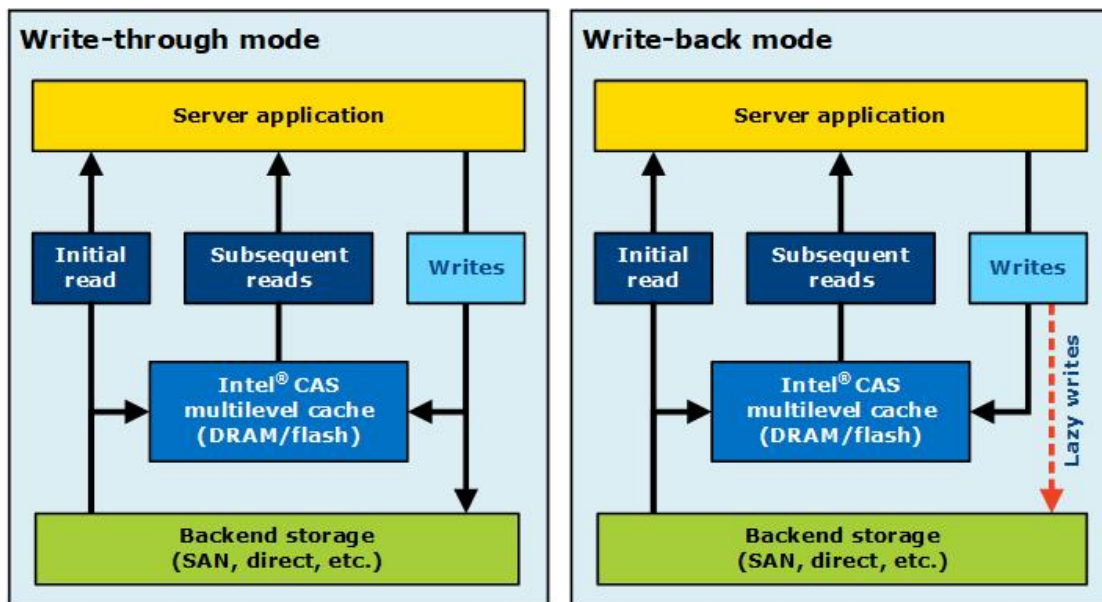 Write-through mode
Server application
Initial
read
Subsequent
reads
Writes
Intel® CAS
multilevel cache
(DRAM/flash)
Backend storage
(SAN, direct, etc.)
Write-back mode
Server application
Initial
read
Subsequent
reads
Writes
Lazy writes
Intel® CAS
multilevel cache
(DRAM/flash)
Backend storage
(SAN, direct, etc.)